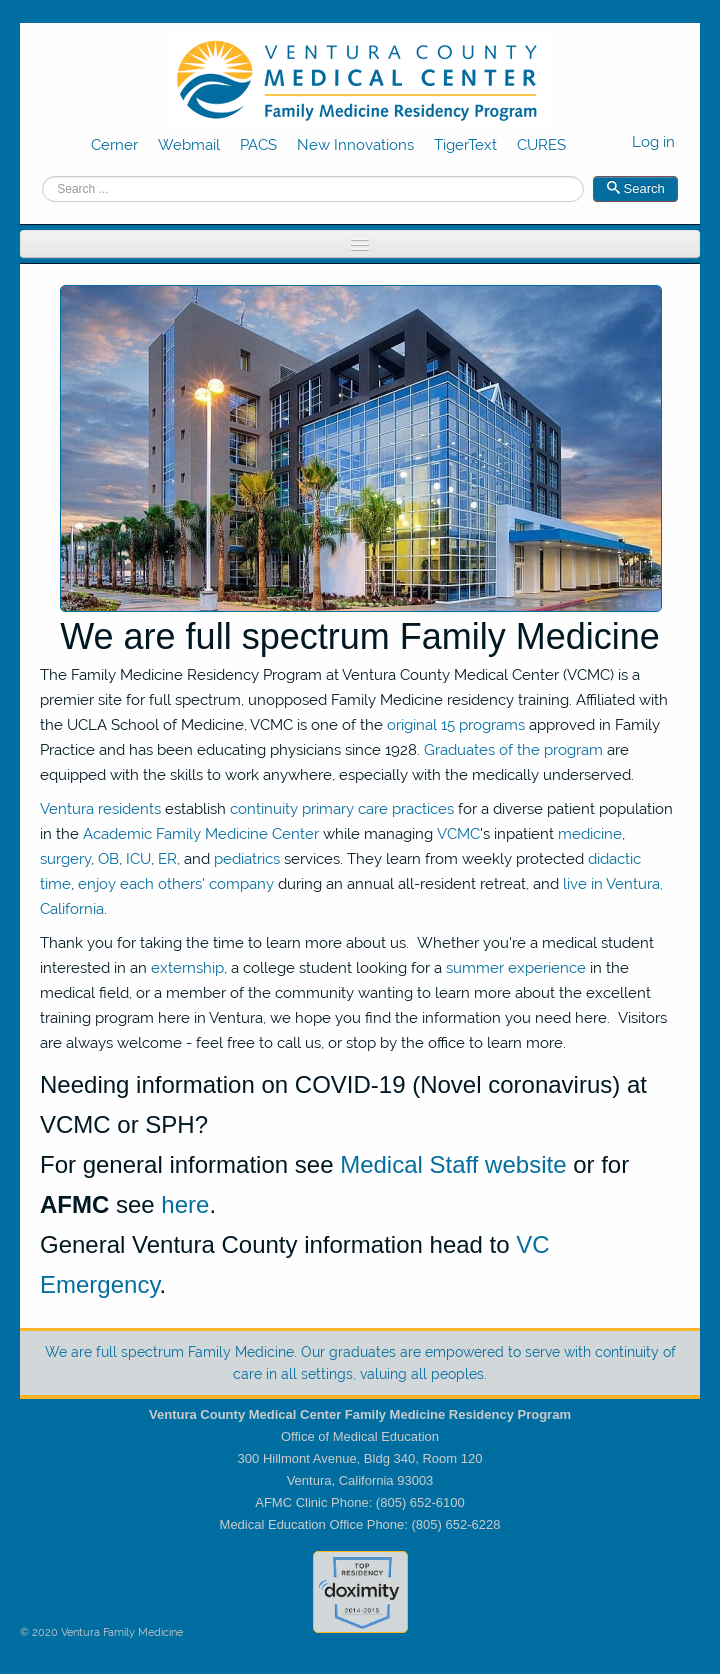 VENTURA COUNTY
MEDICAL CENTER
Family Medicine Residency Program
Cerner Webmail PACS New Innovations TigerText CURES Log in
Search ... Search
We are full spectrum Family Medicine
The Family Medicine Residency Program at Ventura County Medical Center (VCMC) is a
premier site for full spectrum, unopposed Family Medicine residency training. Affiliated with
the UCLA School of Medicine, VCMC is one of the original 15 programs approved in Family
Practice and has been educating physicians since 1928. Graduates of the program are
equipped with the skills to work anywhere, especially with the medically underserved.
Ventura residents establish continuity primary care practices for a diverse patient population
in the Academic Family Medicine Center while managing VCMC's inpatient medicine,
surgery, OB, ICU, ER, and pediatrics services. They learn from weekly protected didactic
time, enjoy each others' company during an annual all-resident retreat, and live in Ventura,
California.
Thank you for taking the time to learn more about us.  Whether you're a medical student
interested in an externship, a college student looking for a summer experience in the
medical field, or a member of the community wanting to learn more about the excellent
training program here in Ventura, we hope you find the information you need here.  Visitors
are always welcome - feel free to call us, or stop by the office to learn more.
Needing information on COVID-19 (Novel coronavirus) at
VCMC or SPH?
For general information see Medical Staff website or for
AFMC see here.
General Ventura County information head to VC
Emergency.
We are full spectrum Family Medicine. Our graduates are empowered to serve with continuity of
care in all settings, valuing all peoples.
Ventura County Medical Center Family Medicine Residency Program
Office of Medical Education
300 Hillmont Avenue, Bldg 340, Room 120
Ventura, California 93003
AFMC Clinic Phone: (805) 652-6100
Medical Education Office Phone: (805) 652-6228
TOP
RESIDENCY
doximity
2014-2015
© 2020 Ventura Family Medicine